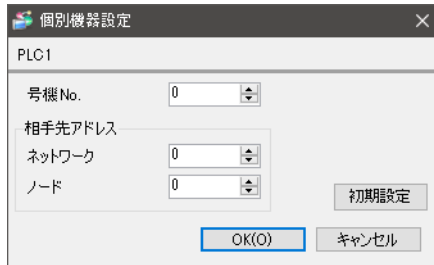 個別機器設定
PLC1
号機No. 0
相手先アドレス
ネットワーク 0
ノード 0
初期設定
OK(O) キャンセル